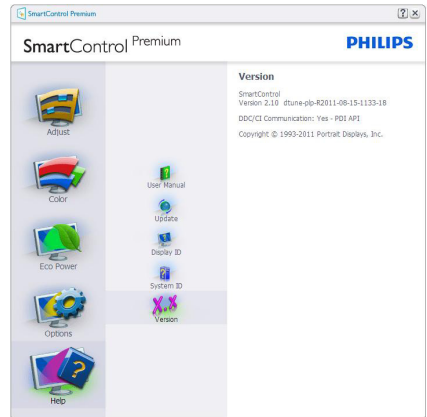 SmartControl Premium
SmartControl Premium
PHILIPS
Adjust
Color
Eco Power
Options
Help
User Manual
Update
Display ID
System ID
X.X
Version
Version
SmartControl
Version 2.10 dtune-plp-R2011-08-15-1133-18
DDC/CI Communication: Yes - PDI API
Copyright © 1993-2011 Portrait Displays, Inc.